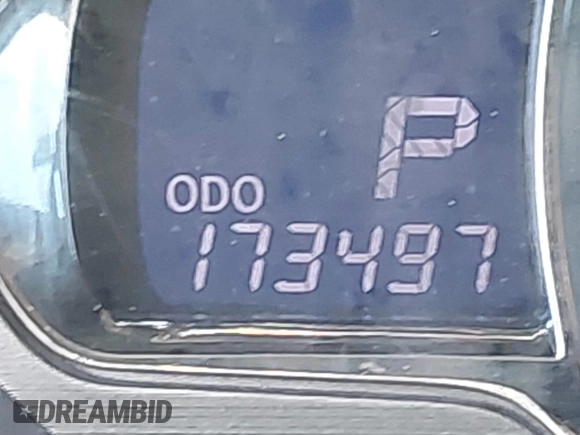 P
ODO
173497
DREAMBID